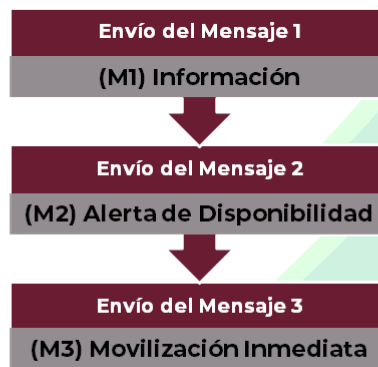 Envío del Mensaje 1
(M1) Información
Envío del Mensaje 2
(M2) Alerta de Disponibilidad
Envío del Mensaje 3
(M3) Movilización Inmediata